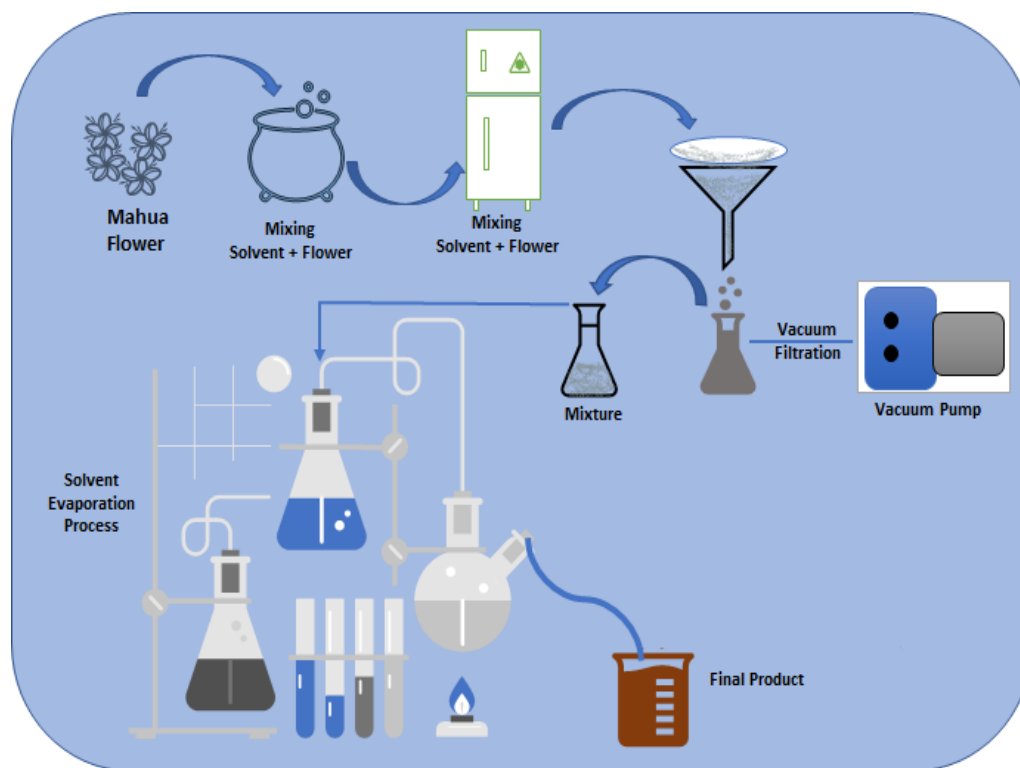 Mahua
Flower
Mixing
Solvent + Flower
Mixing
Solvent + Flower
Vacuum
Filtration
Mixture
Vacuum Pump
Solvent
Evaporation
Process
Final Product